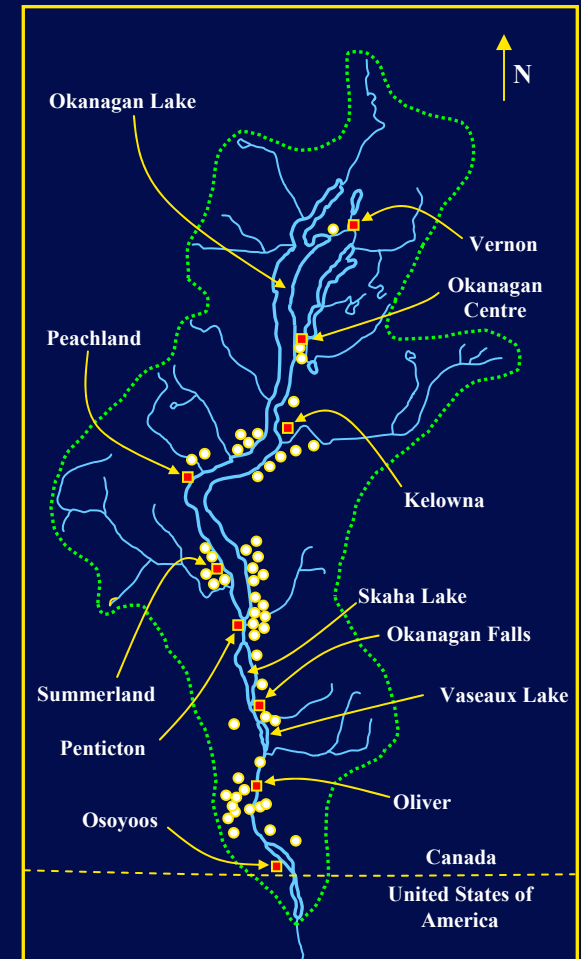 N
Okanagan Lake
Vernon
Okanagan
Centre
Peachland
Kelowna
Skaha Lake
Okanagan Falls
Summerland
Vaseaux Lake
Penticton
Oliver
Osoyoos
Canada
United States of
America